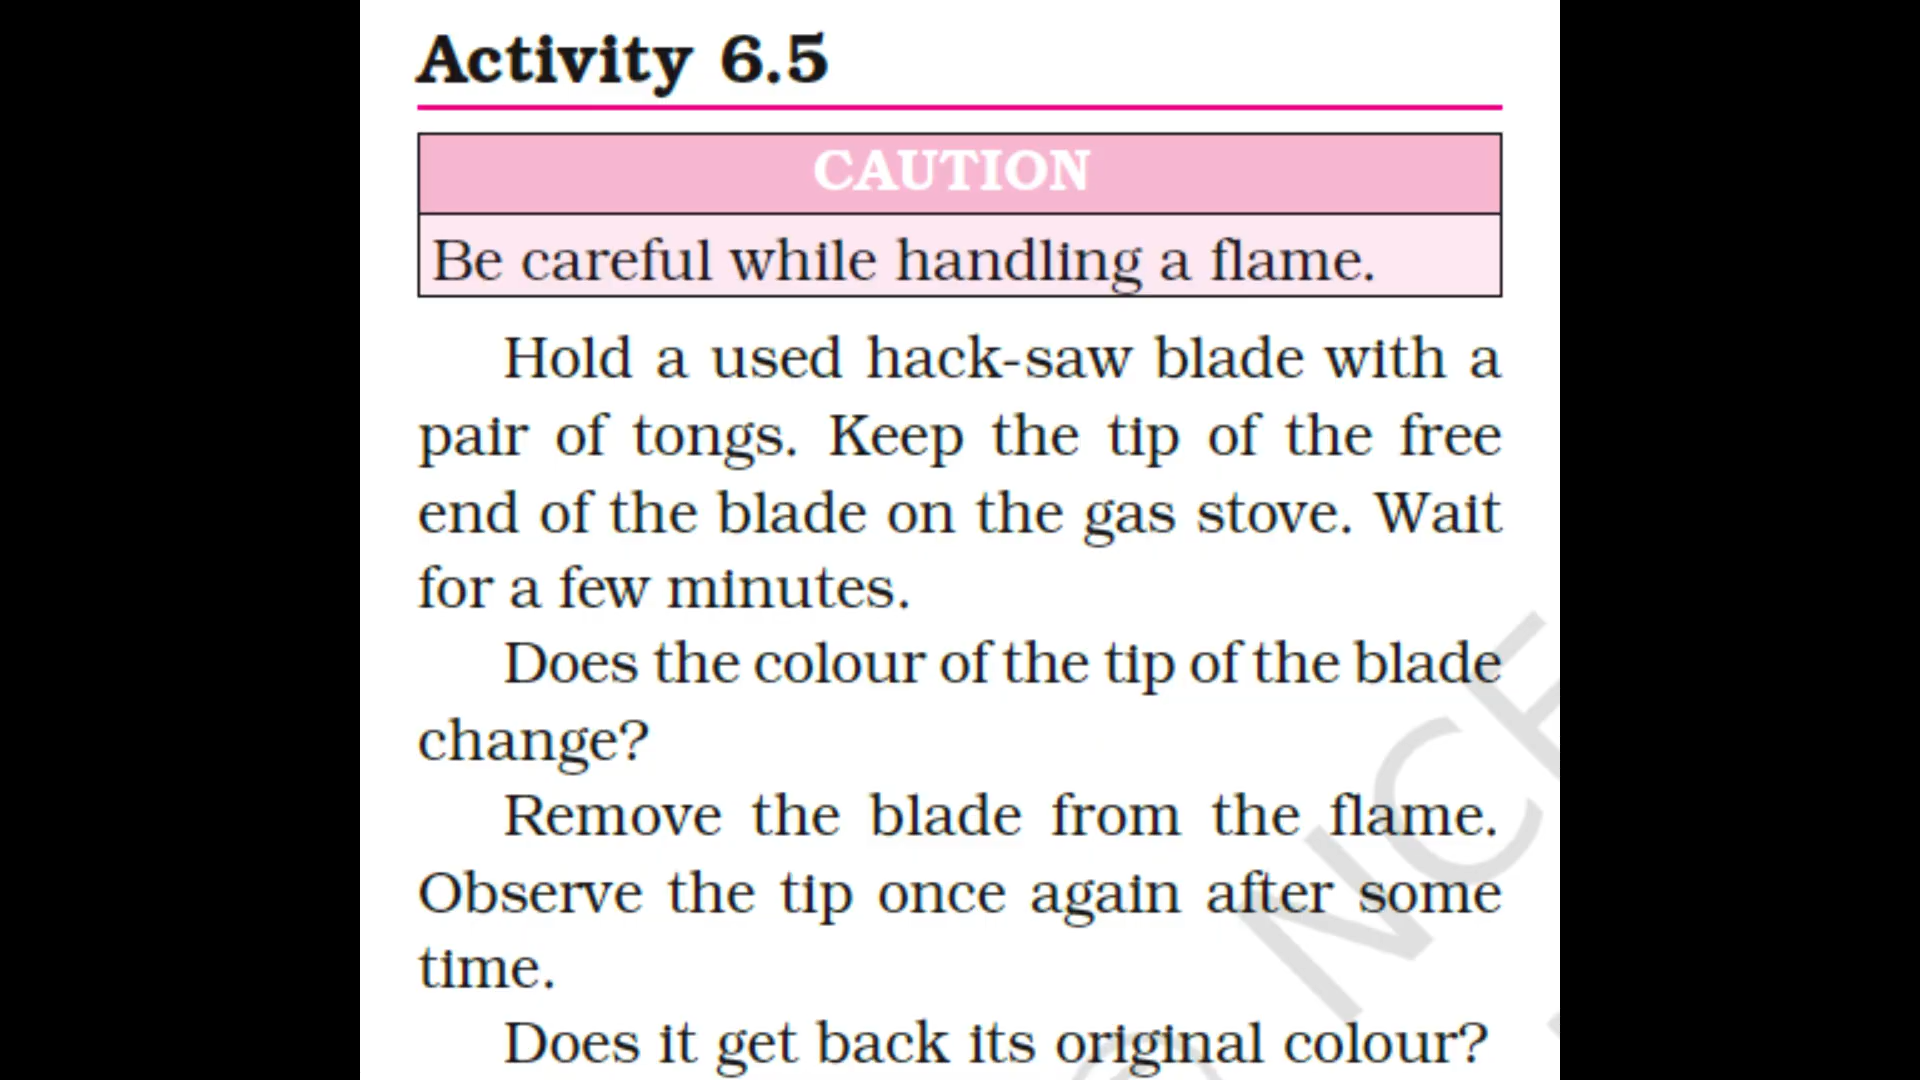 Activity 6.5
CAUTION
Be careful while handling a flame.
Hold a used hack-saw blade with a
pair of tongs. Keep the tip of the free
end of the blade on the gas stove. Wait
for a few minutes.
Does the colour of the tip of the blade
change?
Remove the blade from the flame.
Observe the tip once again after some
time.
Does it get back its original colour?